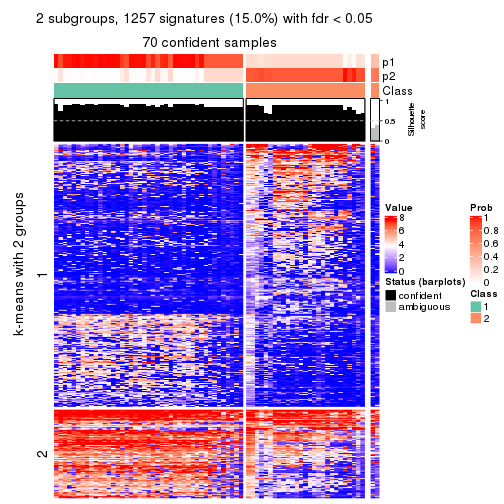 2 subgroups, 1257 signatures (15.0%) with fdr < 0.05
70 confident samples
p1
p2
Class
1
0.5
0
Silhouette
score
k-means with 2 groups
1
2
Value
8
6
4
2
0
Status (barplots)
confident
ambiguous
Prob
1
0.8
0.6
0.4
0.2
0
Class
1
2